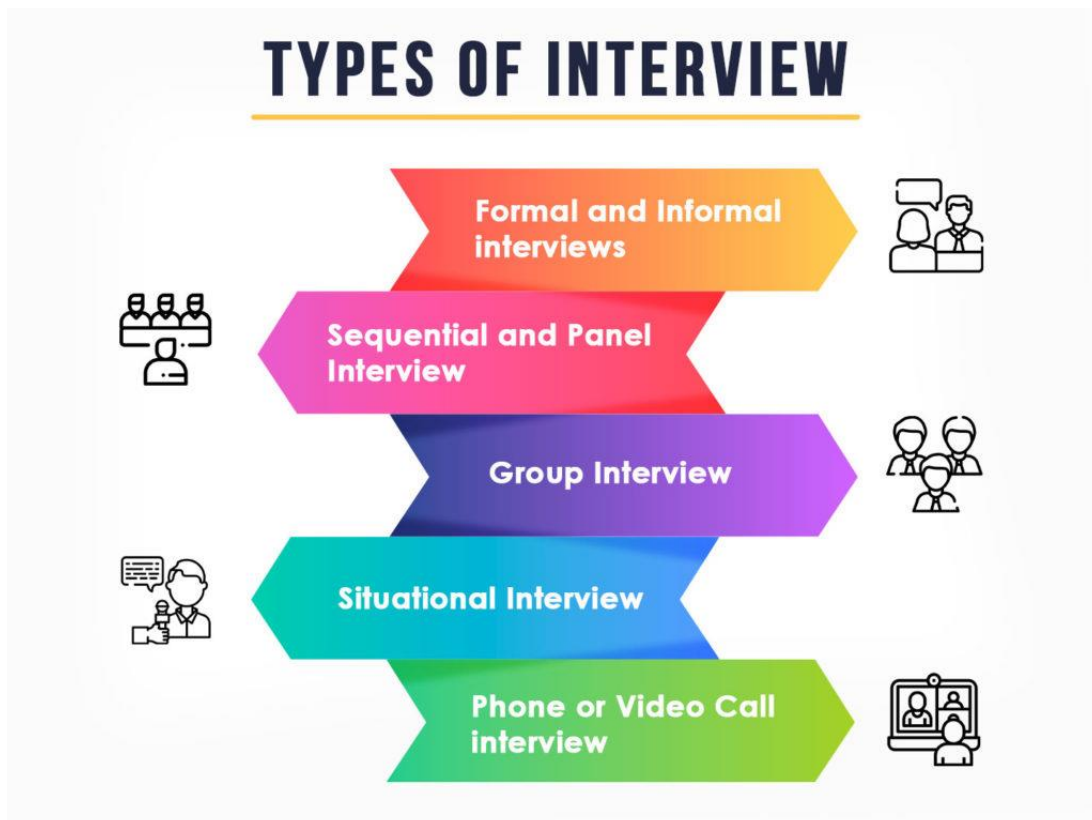 TYPES OF INTERVIEW
Formal and Informal
interviews
Sequential and Panel
Interview
Group Interview
Situational Interview
Phone or Video Call
interview